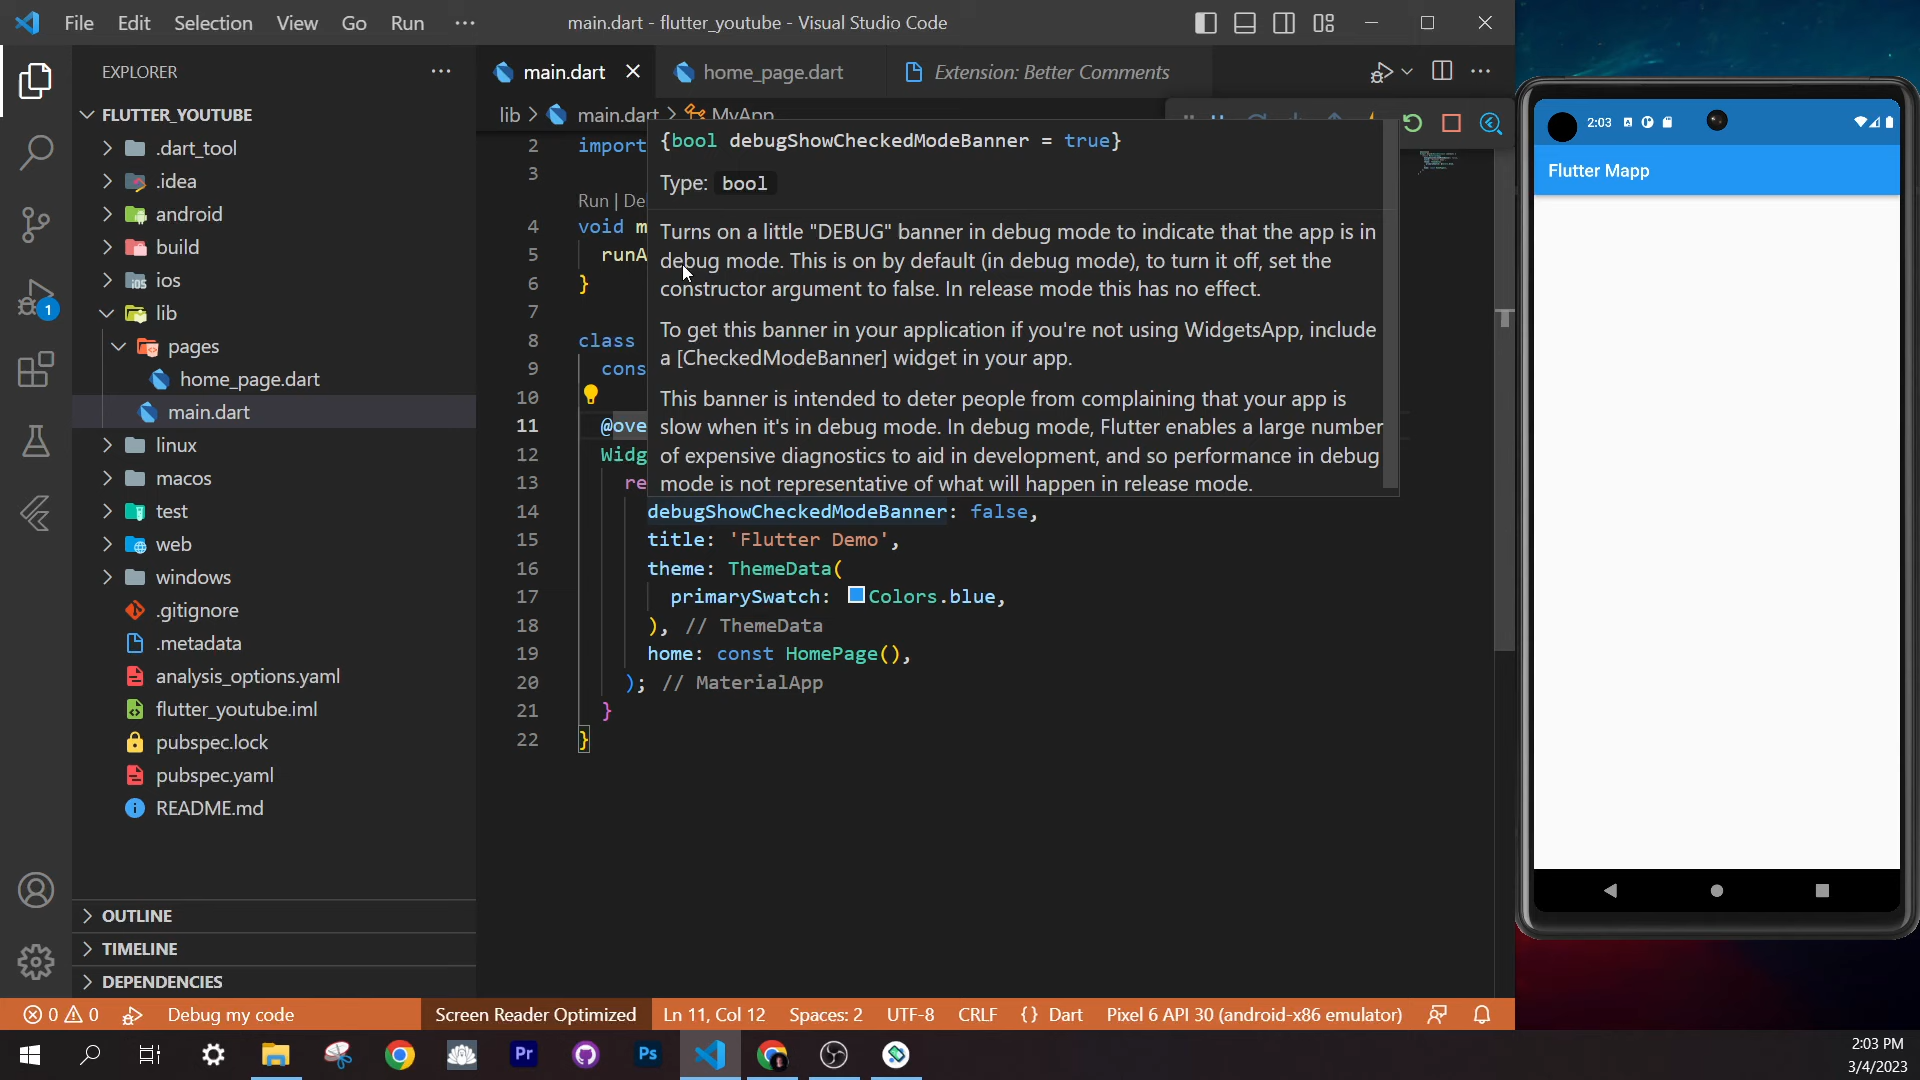 File Edit Selection View Go Run ··· main.dart - flutter_youtube - Visual Studio Code
EXPLORER
FLUTTER_YOUTUBE
.dart_tool
.idea
android
build
ios
lib
pages
home_page.dart
main.dart
linux
macos
test
web
windows
.gitignore
.metadata
analysis_options.yaml
flutter_youtube.iml
pubspec.lock
pubspec.yaml
README.md
OUTLINE
TIMELINE
DEPENDENCIES
1
main.dart home_page.dart Extension: Better Comments
lib > main.dart > MyApp
{bool debugShowCheckedModeBanner = true}
Type: bool
Turns on a little "DEBUG" banner in debug mode to indicate that the app is in
debug mode. This is on by default (in debug mode), to turn it off, set the
constructor argument to false. In release mode this has no effect.
To get this banner in your application if you're not using WidgetsApp, include
a [CheckedModeBanner] widget in your app.
This banner is intended to deter people from complaining that your app is
slow when it's in debug mode. In debug mode, Flutter enables a large number
of expensive diagnostics to aid in development, and so performance in debug
mode is not representative of what will happen in release mode.
2 import
3
Run | De
4 void m
5 runA
6 }
7
8 class
9 cons
10
11 @ove
12 Widg
13 re
14 debugShowCheckedModeBanner: false,
15 title: 'Flutter Demo',
16 theme: ThemeData(
17 primarySwatch: Colors.blue,
18 ), // ThemeData
19 home: const HomePage(),
20 ); // MaterialApp
21 }
22 }
2:03
Flutter Mapp
0 0 Debug my code Screen Reader Optimized Ln 11, Col 12 Spaces: 2 UTF-8 CRLF {} Dart Pixel 6 API 30 (android-x86 emulator)
Pr Ps
2:03 PM
3/4/2023